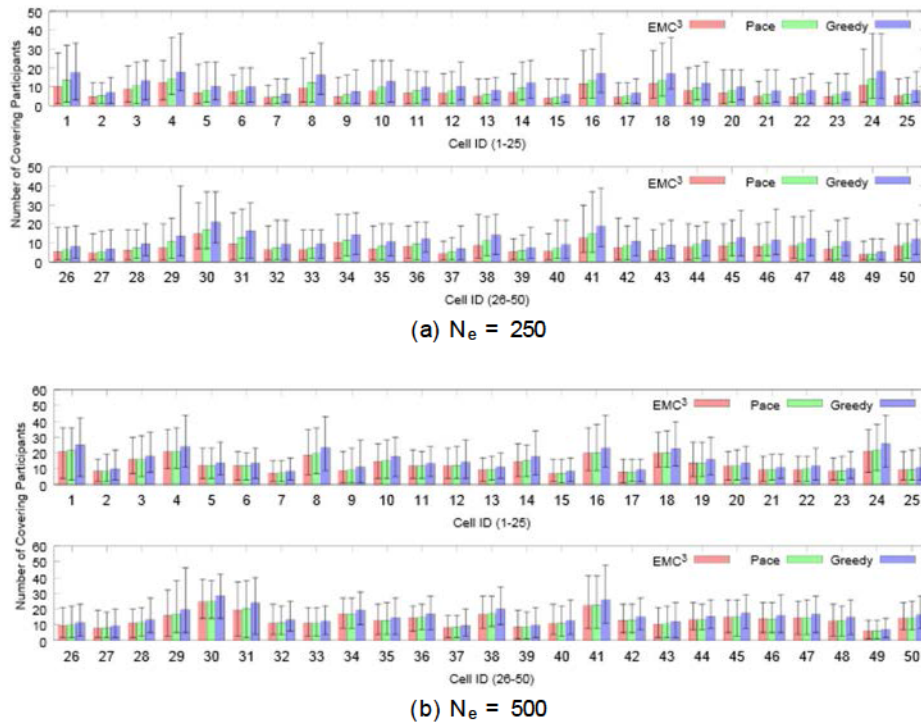 Number of Covering Participants
50
40
30
20
10
0
EMC³ Pace Greedy
1 2 3 4 5 6 7 8 9 10 11 12 13 14 15 16 17 18 19 20 21 22 23 24 25
Cell ID (1-25)
50
40
30
20
10
0
EMC³ Pace Greedy
26 27 28 29 30 31 32 33 34 35 36 37 38 39 40 41 42 43 44 45 46 47 48 49 50
Cell ID (26-50)
(a) Nₑ = 250
Number of Covering Participants
60
50
40
30
20
10
0
EMC³ Pace Greedy
1 2 3 4 5 6 7 8 9 10 11 12 13 14 15 16 17 18 19 20 21 22 23 24 25
Cell ID (1-25)
60
50
40
30
20
10
0
EMC³ Pace Greedy
26 27 28 29 30 31 32 33 34 35 36 37 38 39 40 41 42 43 44 45 46 47 48 49 50
Cell ID (26-50)
(b) Nₑ = 500